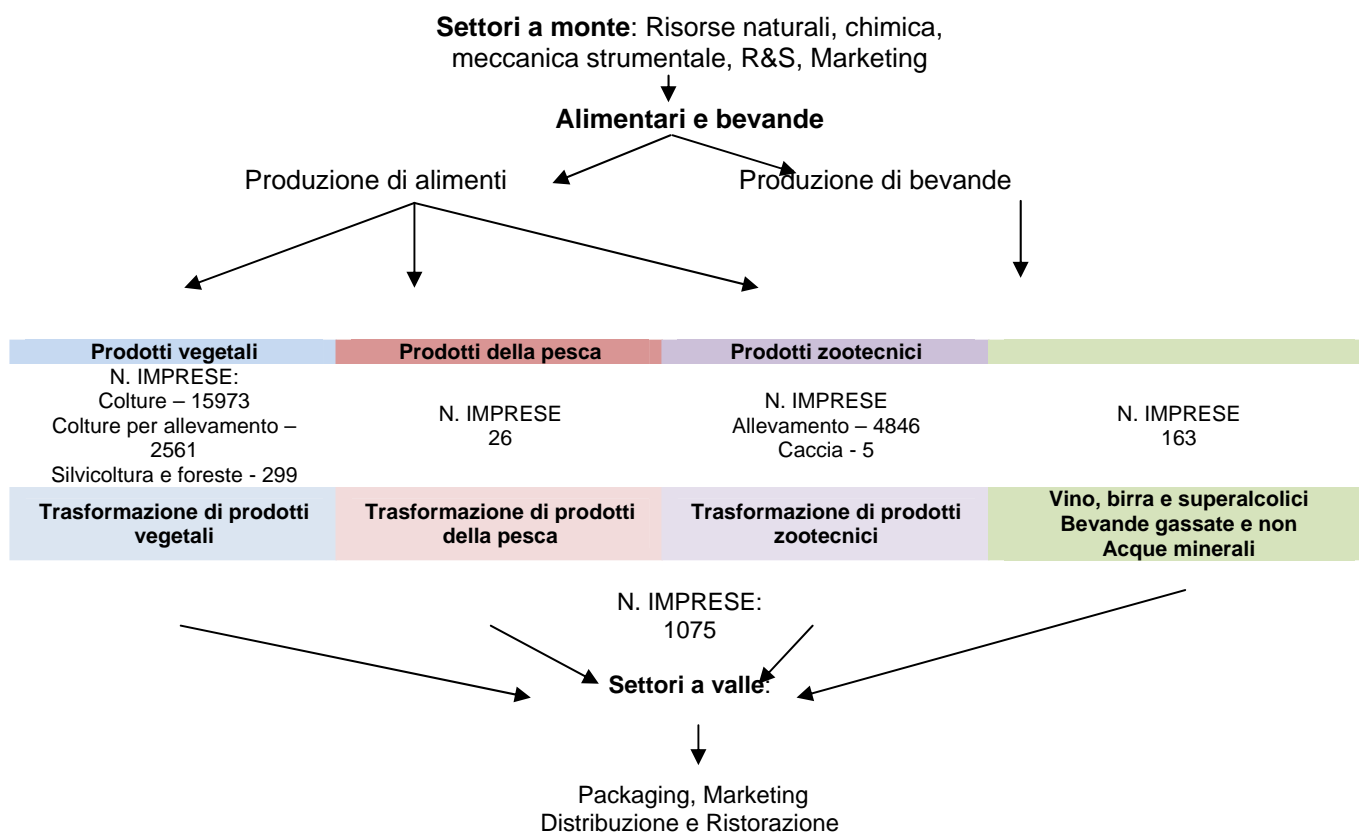 Settori a monte: Risorse naturali, chimica,
meccanica strumentale, R&S, Marketing
Alimentari e bevande
Produzione di alimenti
Produzione di bevande
Prodotti vegetali
Prodotti della pesca
Prodotti zootecnici
N. IMPRESE:
Colture – 15973
Colture per allevamento –
2561
Silvicoltura e foreste - 299
N. IMPRESE
26
N. IMPRESE
Allevamento – 4846
Caccia - 5
N. IMPRESE
163
Trasformazione di prodotti
vegetali
Trasformazione di prodotti
della pesca
Trasformazione di prodotti
zootecnici
Vino, birra e superalcolici
Bevande gassate e non
Acque minerali
N. IMPRESE:
1075
Settori a valle:
Packaging, Marketing
Distribuzione e Ristorazione